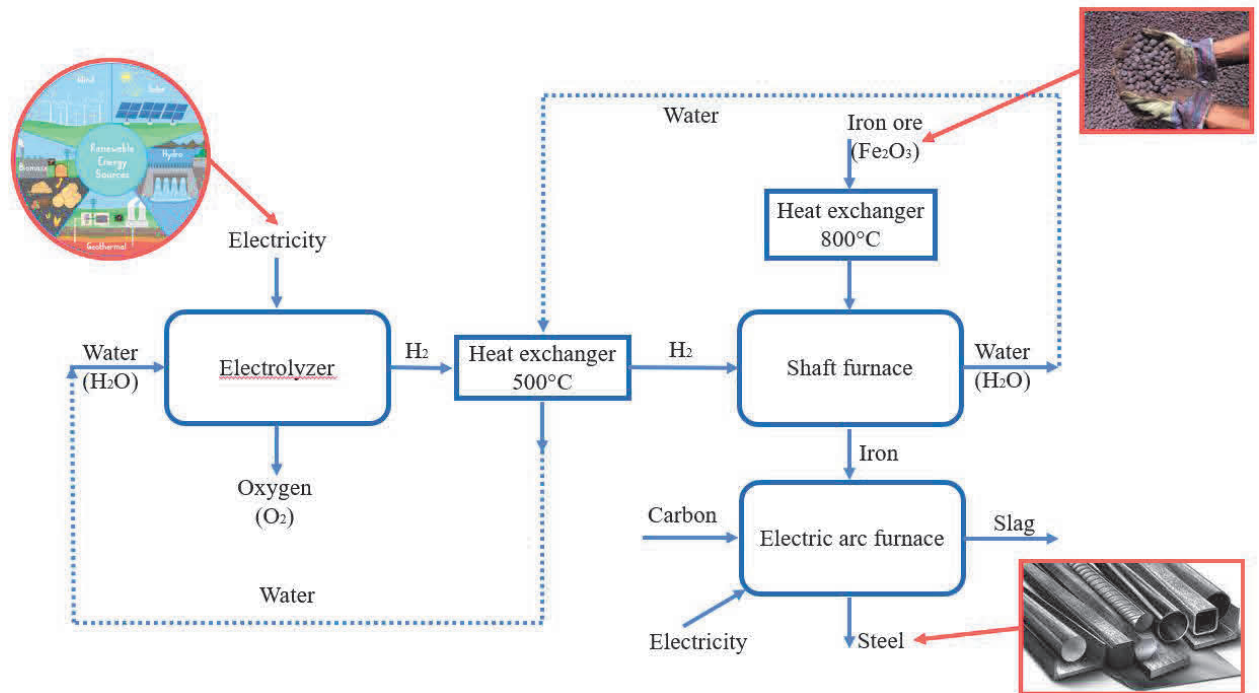 Wind
Solar
Renewable
Energy
Sources
Hydro
Biomass
Geothermal
Water
Iron ore
(Fe₂O₃)
Heat exchanger
800°C
Electricity
Water
(H₂O)
Electrolyzer
H₂
Heat exchanger
500°C
H₂
Shaft furnace
Water
(H₂O)
Oxygen
(O₂)
Iron
Carbon
Electric arc furnace
Slag
Water
Electricity
Steel